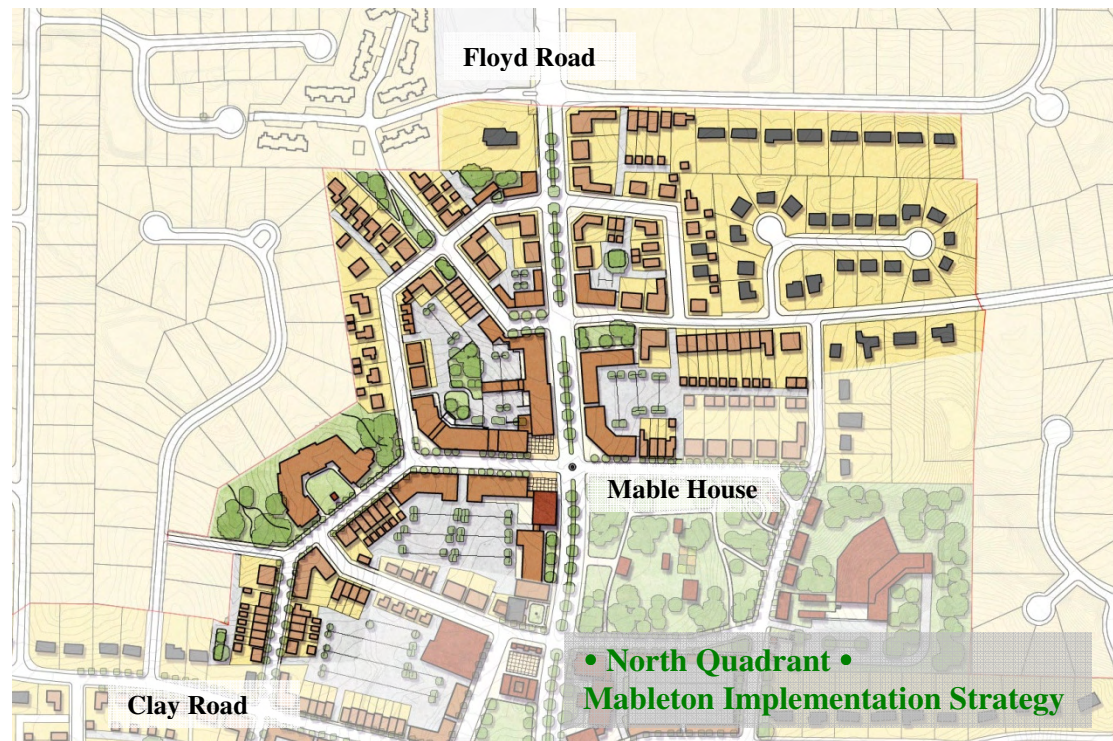 Floyd Road
Mable House
• North Quadrant •
Mableton Implementation Strategy
Clay Road